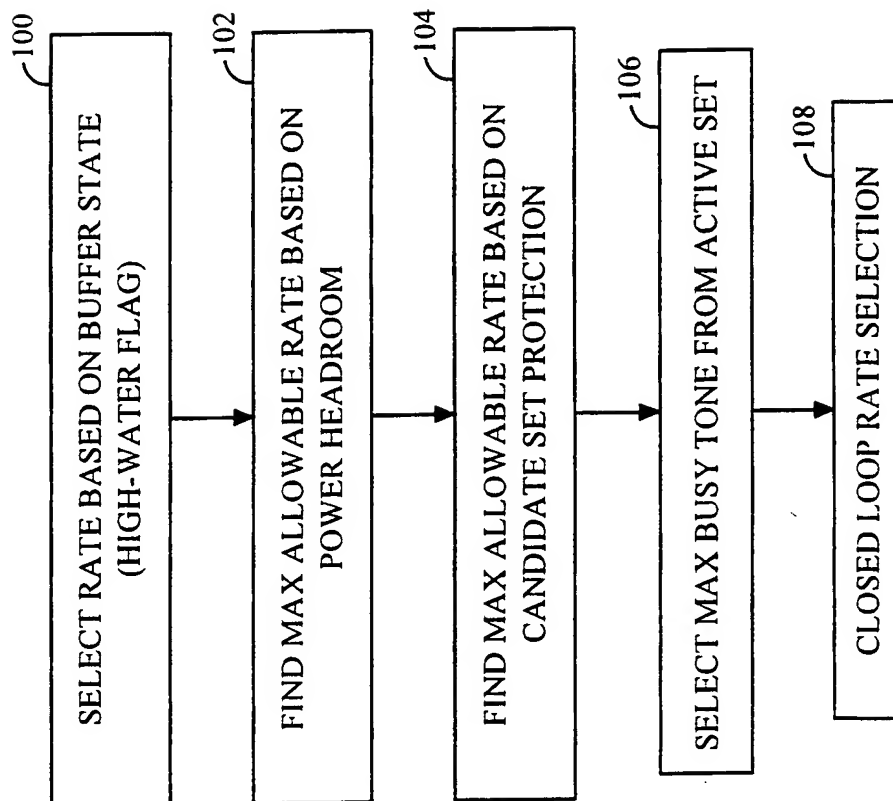 100
SELECT RATE BASED ON BUFFER STATE
(HIGH-WATER FLAG)
102
FIND MAX ALLOWABLE RATE BASED ON
POWER HEADROOM
104
FIND MAX ALLOWABLE RATE BASED ON
CANDIDATE SET PROTECTION
106
SELECT MAX BUSY TONE FROM ACTIVE SET
108
CLOSED LOOP RATE SELECTION